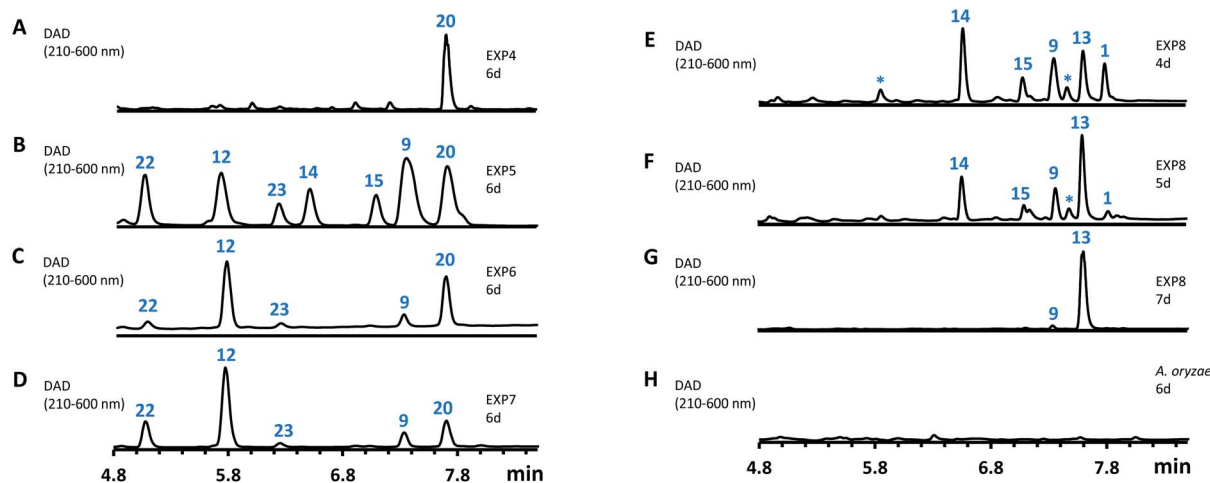 A
DAD
(210-600 nm)
20
EXP4
6d
B
DAD
(210-600 nm)
22
12
23
14
15
9
20
EXP5
6d
C
DAD
(210-600 nm)
22
12
23
9
20
EXP6
6d
D
DAD
(210-600 nm)
22
12
23
9
20
EXP7
6d
4.8 5.8 6.8 7.8 min
E
DAD
(210-600 nm)
*
14
15
9
*
13
1
EXP8
4d
F
DAD
(210-600 nm)
14
15
9
*
13
1
EXP8
5d
G
DAD
(210-600 nm)
9
13
EXP8
7d
H
DAD
(210-600 nm)
A. oryzae
6d
4.8 5.8 6.8 7.8 min